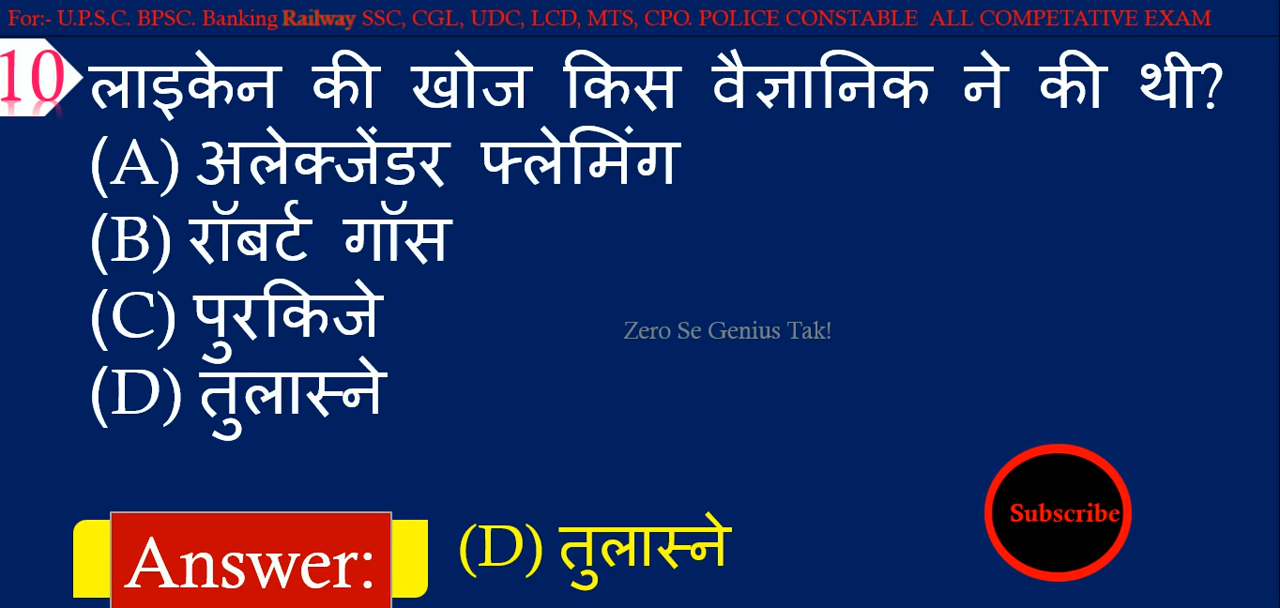 For:- U.P.S.C. BPSC. Banking Railway SSC, CGL, UDC, LCD, MTS, CPO. POLICE CONSTABLE ALL COMPETATIVE EXAM
10 लाइकेन की खोज किस वैज्ञानिक ने की थी?
(A) अलेक्जेंडर फ्लेमिंग
(B) रॉबर्ट गॉस
(C) पुरकिजे
(D) तुलास्ने
Zero Se Genius Tak!
Subscribe
Answer: (D) तुलास्ने